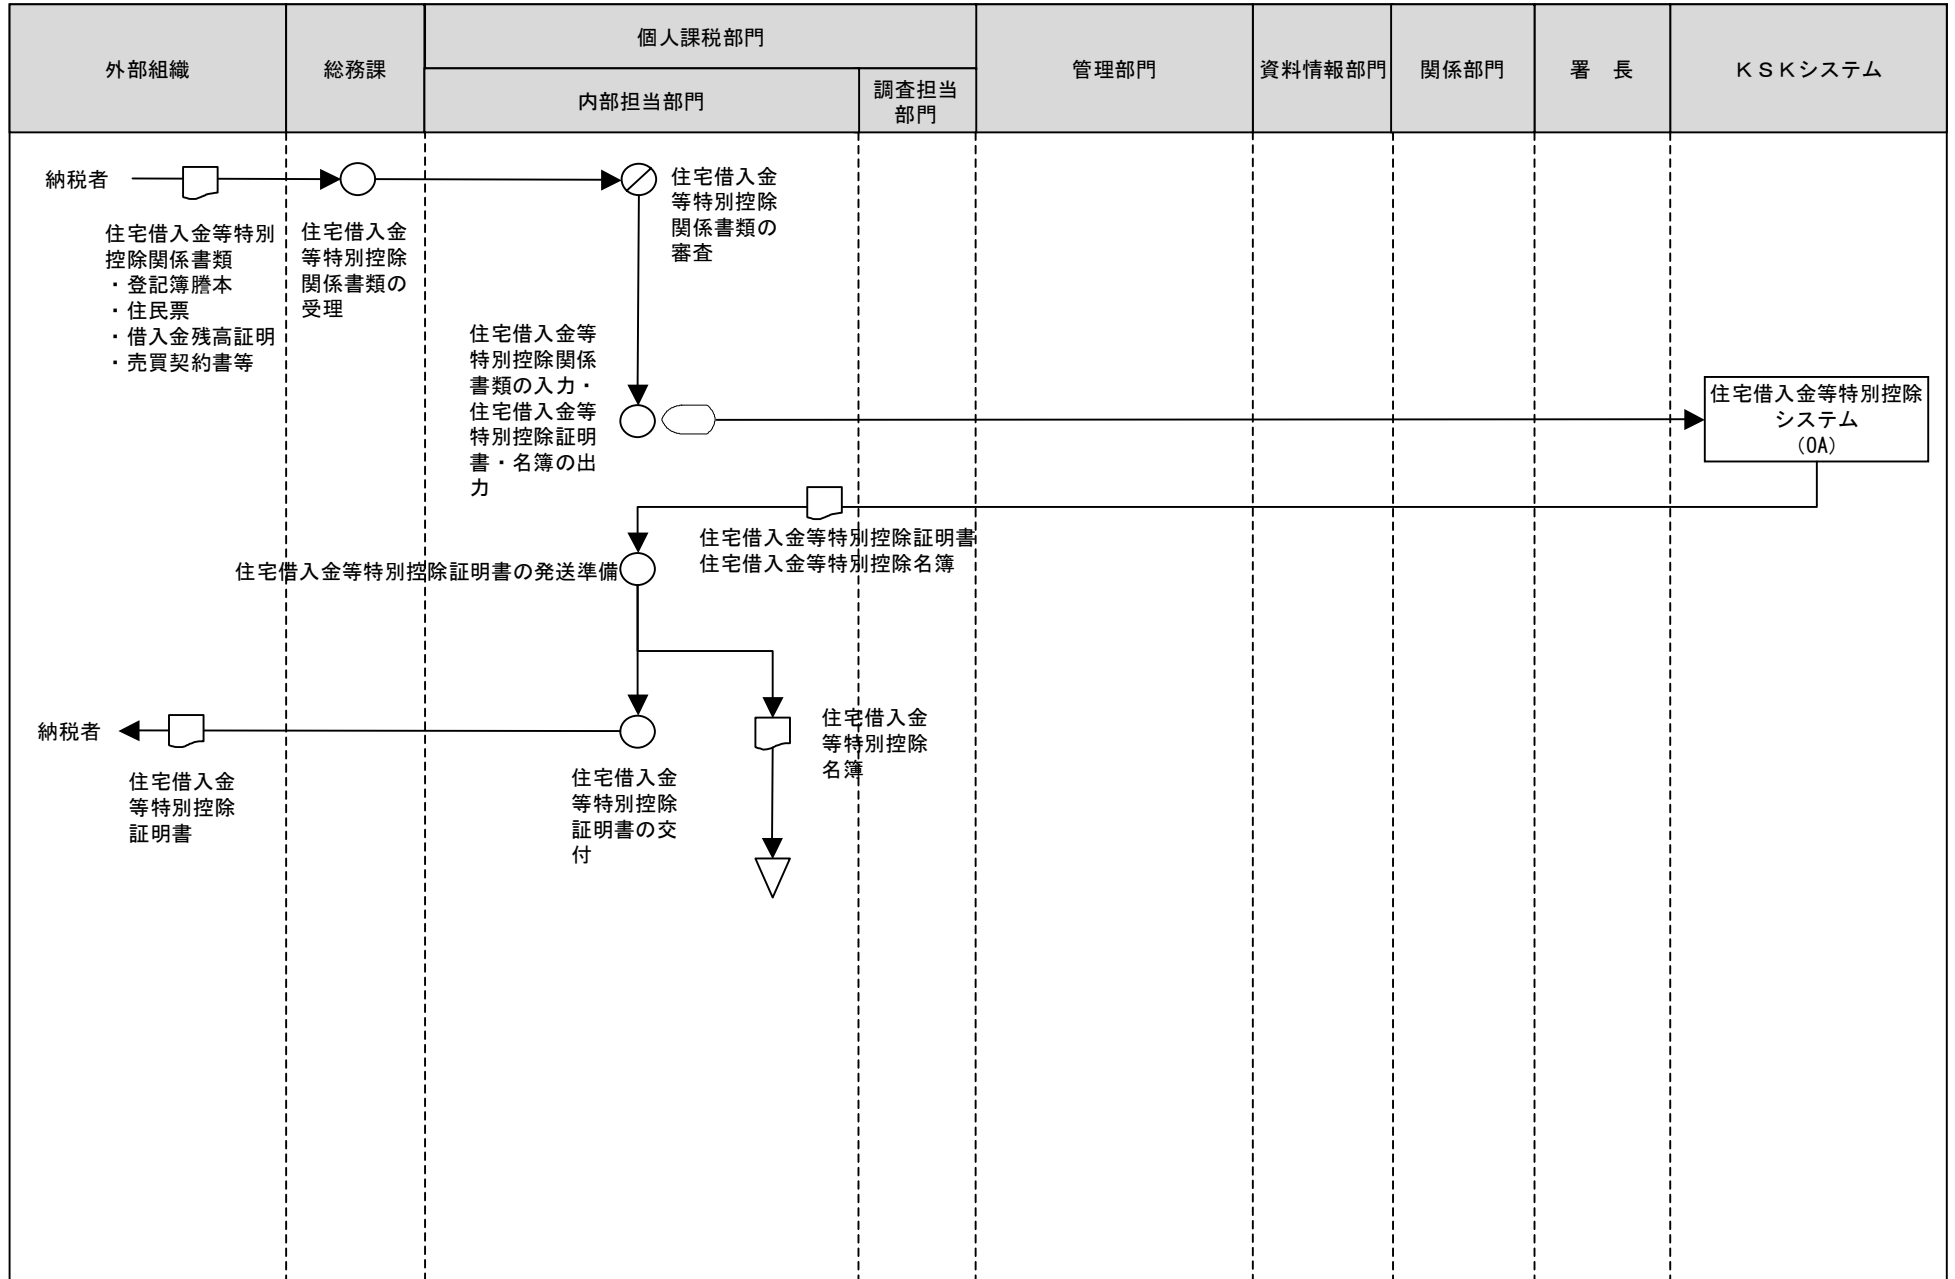 外部組織
総務課
個人課税部門
内部担当部門
調査担当
部門
管理部門
資料情報部門
関係部門
署　長
ＫＳＫシステム
納税者
住宅借入金等特別
控除関係書類
・登記簿謄本
・住民票
・借入金残高証明
・売買契約書等
住宅借入金
等特別控除
関係書類の
受理
住宅借入金
等特別控除
関係書類の
審査
住宅借入金等
特別控除関係
書類の入力・
住宅借入金等
特別控除証明
書・名簿の出
力
住宅借入金等特別控除
システム
（OA）
住宅借入金等特別控除証明書
住宅借入金等特別控除名簿
住宅借入金等特別控除証明書の発送準備
納税者
住宅借入金
等特別控除
証明書
住宅借入金
等特別控除
証明書の交
付
住宅借入金
等特別控除
名簿